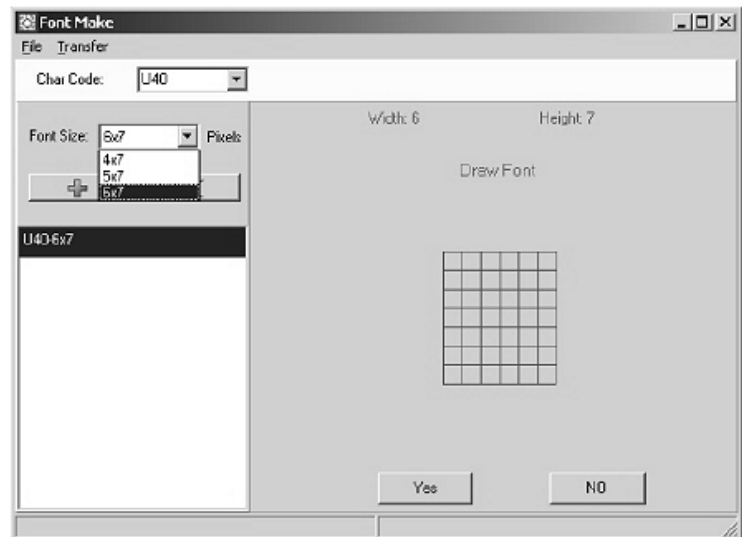 Font Make
File Transfer
Char Code: U40
Width: 6 Height: 7
Font Size: 6x7 Pixels
4x7
5x7
6x7
Draw Font
U40-6x7
Yes NO